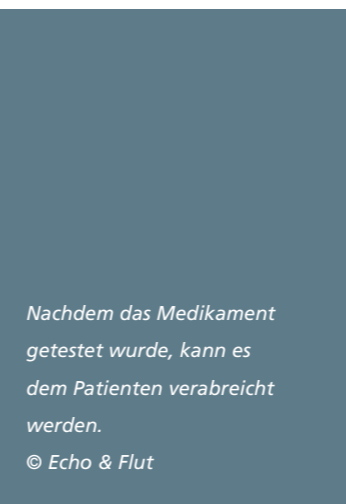 Nachdem das Medikament
getestet wurde, kann es
dem Patienten verabreicht
werden.
© Echo & Flut